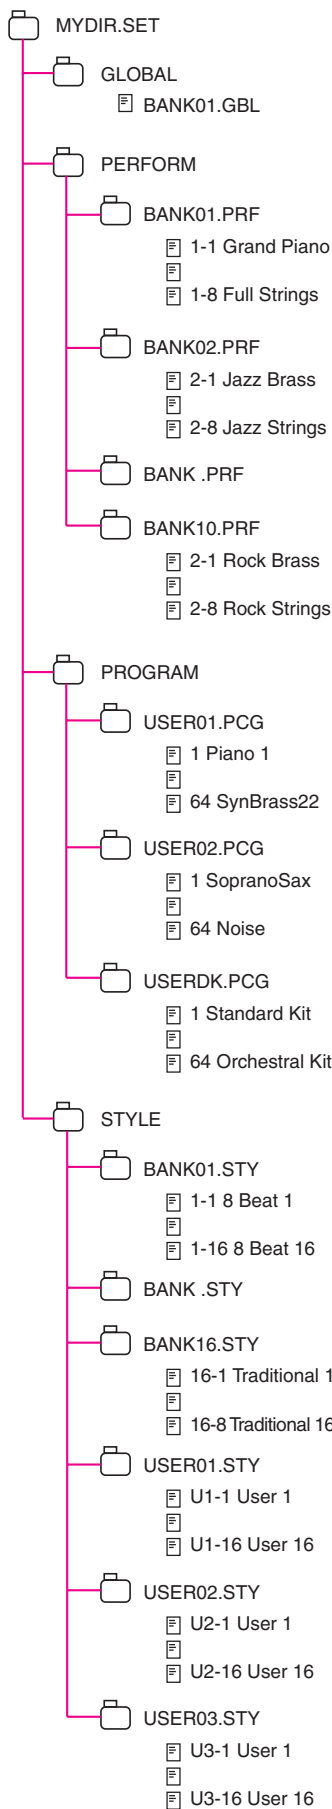 MYDIR.SET
GLOBAL
BANK01.GBL
PERFORM
BANK01.PRF
1-1 Grand Piano
1-8 Full Strings
BANK02.PRF
2-1 Jazz Brass
2-8 Jazz Strings
BANK .PRF
BANK10.PRF
2-1 Rock Brass
2-8 Rock Strings
PROGRAM
USER01.PCG
1 Piano 1
64 SynBrass22
USER02.PCG
1 SopranoSax
64 Noise
USERDK.PCG
1 Standard Kit
64 Orchestral Kit
STYLE
BANK01.STY
1-1 8 Beat 1
1-16 8 Beat 16
BANK .STY
BANK16.STY
16-1 Traditional 1
16-8 Traditional 16
USER01.STY
U1-1 User 1
U1-16 User 16
USER02.STY
U2-1 User 1
U2-16 User 16
USER03.STY
U3-1 User 1
U3-16 User 16